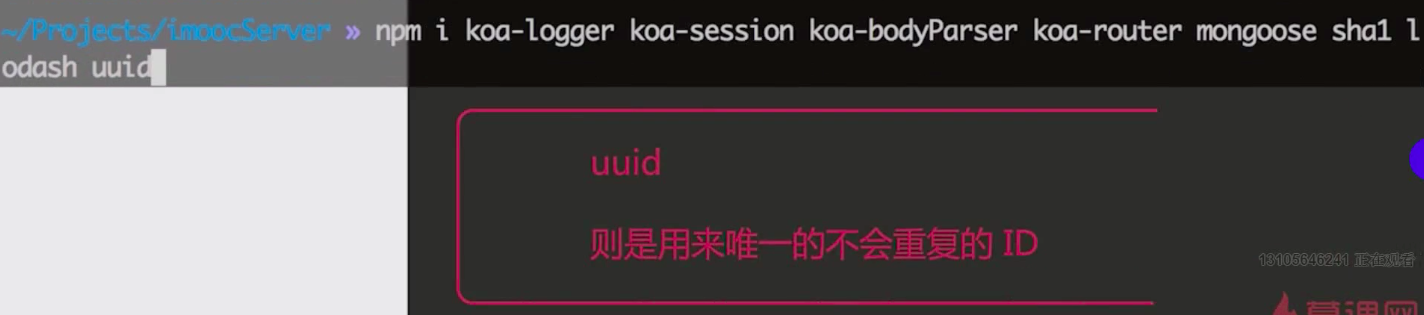 ~/Projects/imoocServer » npm i koa-logger koa-session koa-bodyParser koa-router mongoose sha1 l
odash uuid
uuid
则是用来唯一的不会重复的 ID
13105646241 正在观看
慕课网